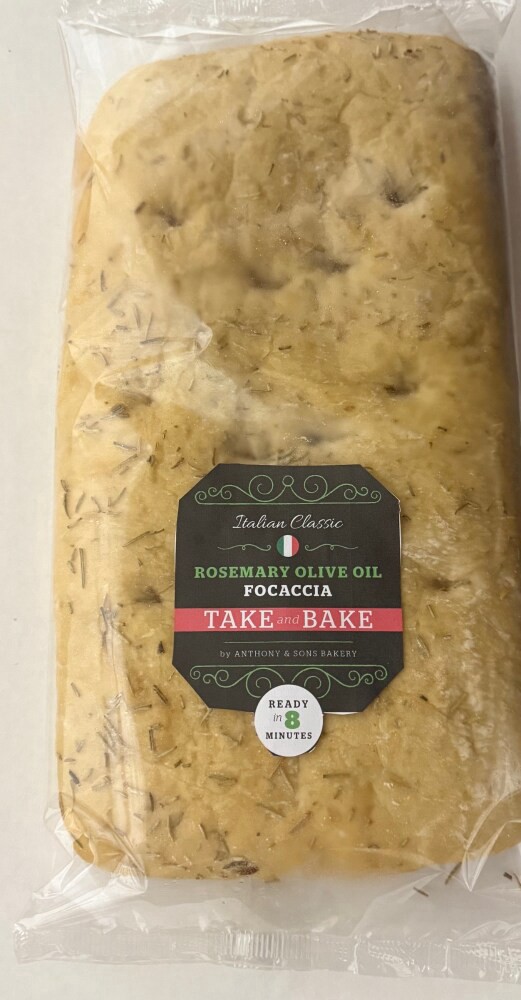 Italian Classic
ROSEMARY OLIVE OIL
FOCACCIA
TAKE and BAKE
by ANTHONY & SONS BAKERY
READY
in 8
MINUTES